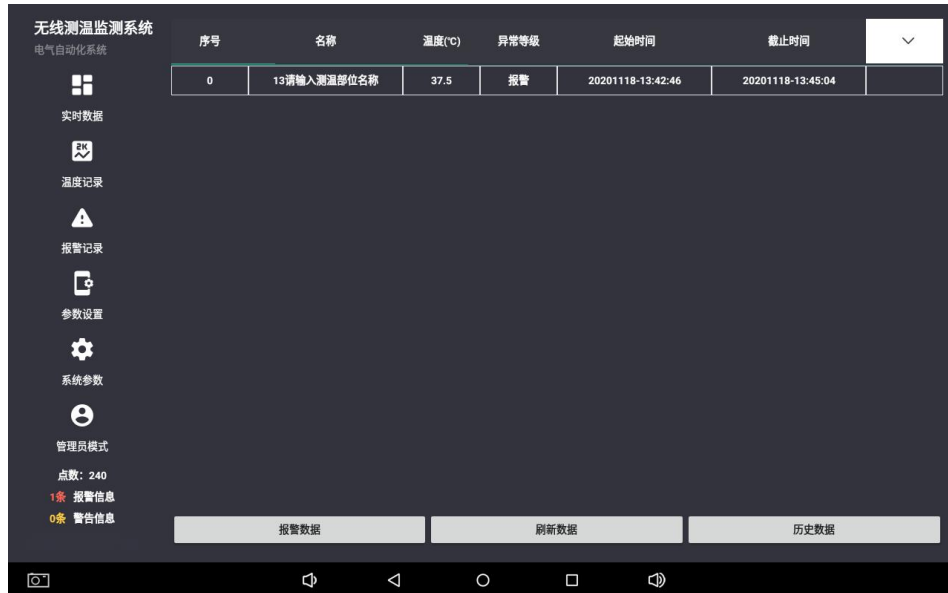 无线测温监测系统
电气自动化系统
实时数据
2K
温度记录
报警记录
参数设置
系统参数
管理员模式
点数：240
1条 报警信息
0条 警告信息
序号 名称 温度(℃) 异常等级 起始时间 截止时间
0 13请输入测温部位名称 37.5 报警 20201118-13:42:46 20201118-13:45:04
报警数据 刷新数据 历史数据